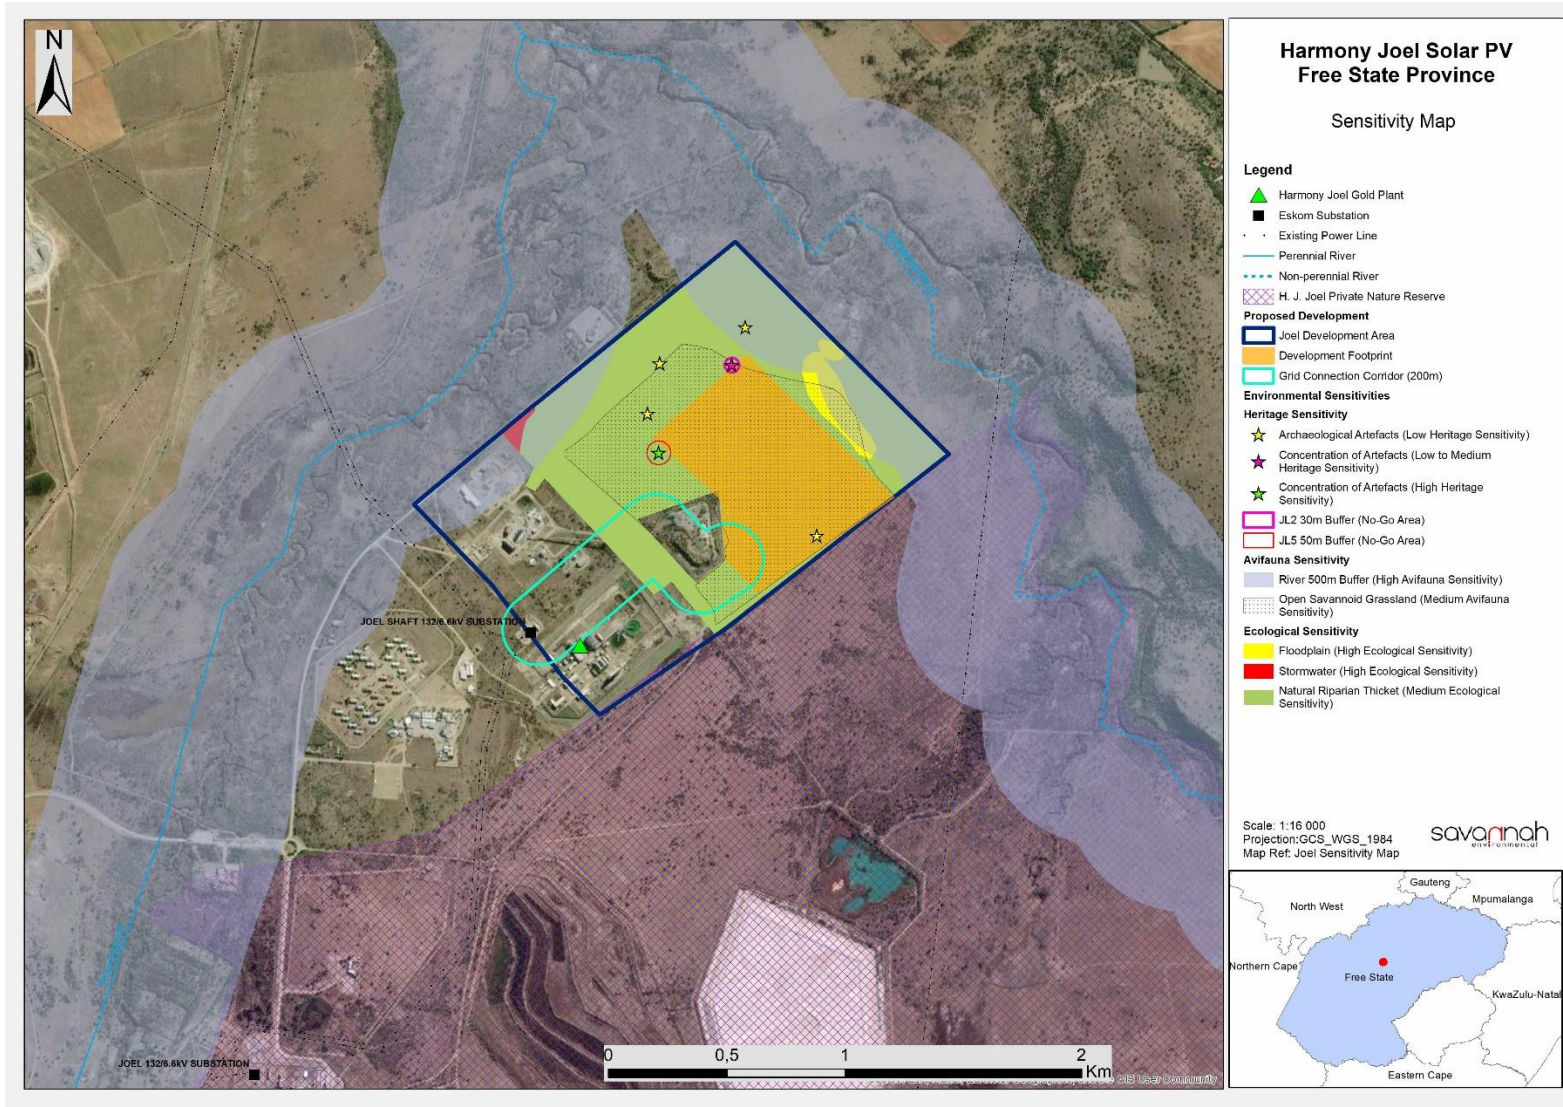 N
JOEL SHAFT 132/6.6kV SUBSTATION
JOEL 132/6.6kV SUBSTATION
0 0,5 1 2
Km
GIS User Community
Harmony Joel Solar PV
Free State Province
Sensitivity Map
Legend
Harmony Joel Gold Plant
Eskom Substation
Existing Power Line
Perennial River
Non-perennial River
H. J. Joel Private Nature Reserve
Proposed Development
Joel Development Area
Development Footprint
Grid Connection Corridor (200m)
Environmental Sensitivities
Heritage Sensitivity
Archaeological Artefacts (Low Heritage Sensitivity)
Concentration of Artefacts (Low to Medium
Heritage Sensitivity)
Concentration of Artefacts (High Heritage
Sensitivity)
JL2 30m Buffer (No-Go Area)
JL5 50m Buffer (No-Go Area)
Avifauna Sensitivity
River 500m Buffer (High Avifauna Sensitivity)
Open Savannoid Grassland (Medium Avifauna
Sensitivity)
Ecological Sensitivity
Floodplain (High Ecological Sensitivity)
Stormwater (High Ecological Sensitivity)
Natural Riparian Thicket (Medium Ecological
Sensitivity)
Scale: 1:16 000
Projection:GCS_WGS_1984
Map Ref: Joel Sensitivity Map
savannah
environmental
Gauteng
North West
Mpumalanga
Northern Cape
Free State
KwaZulu-Natal
Eastern Cape